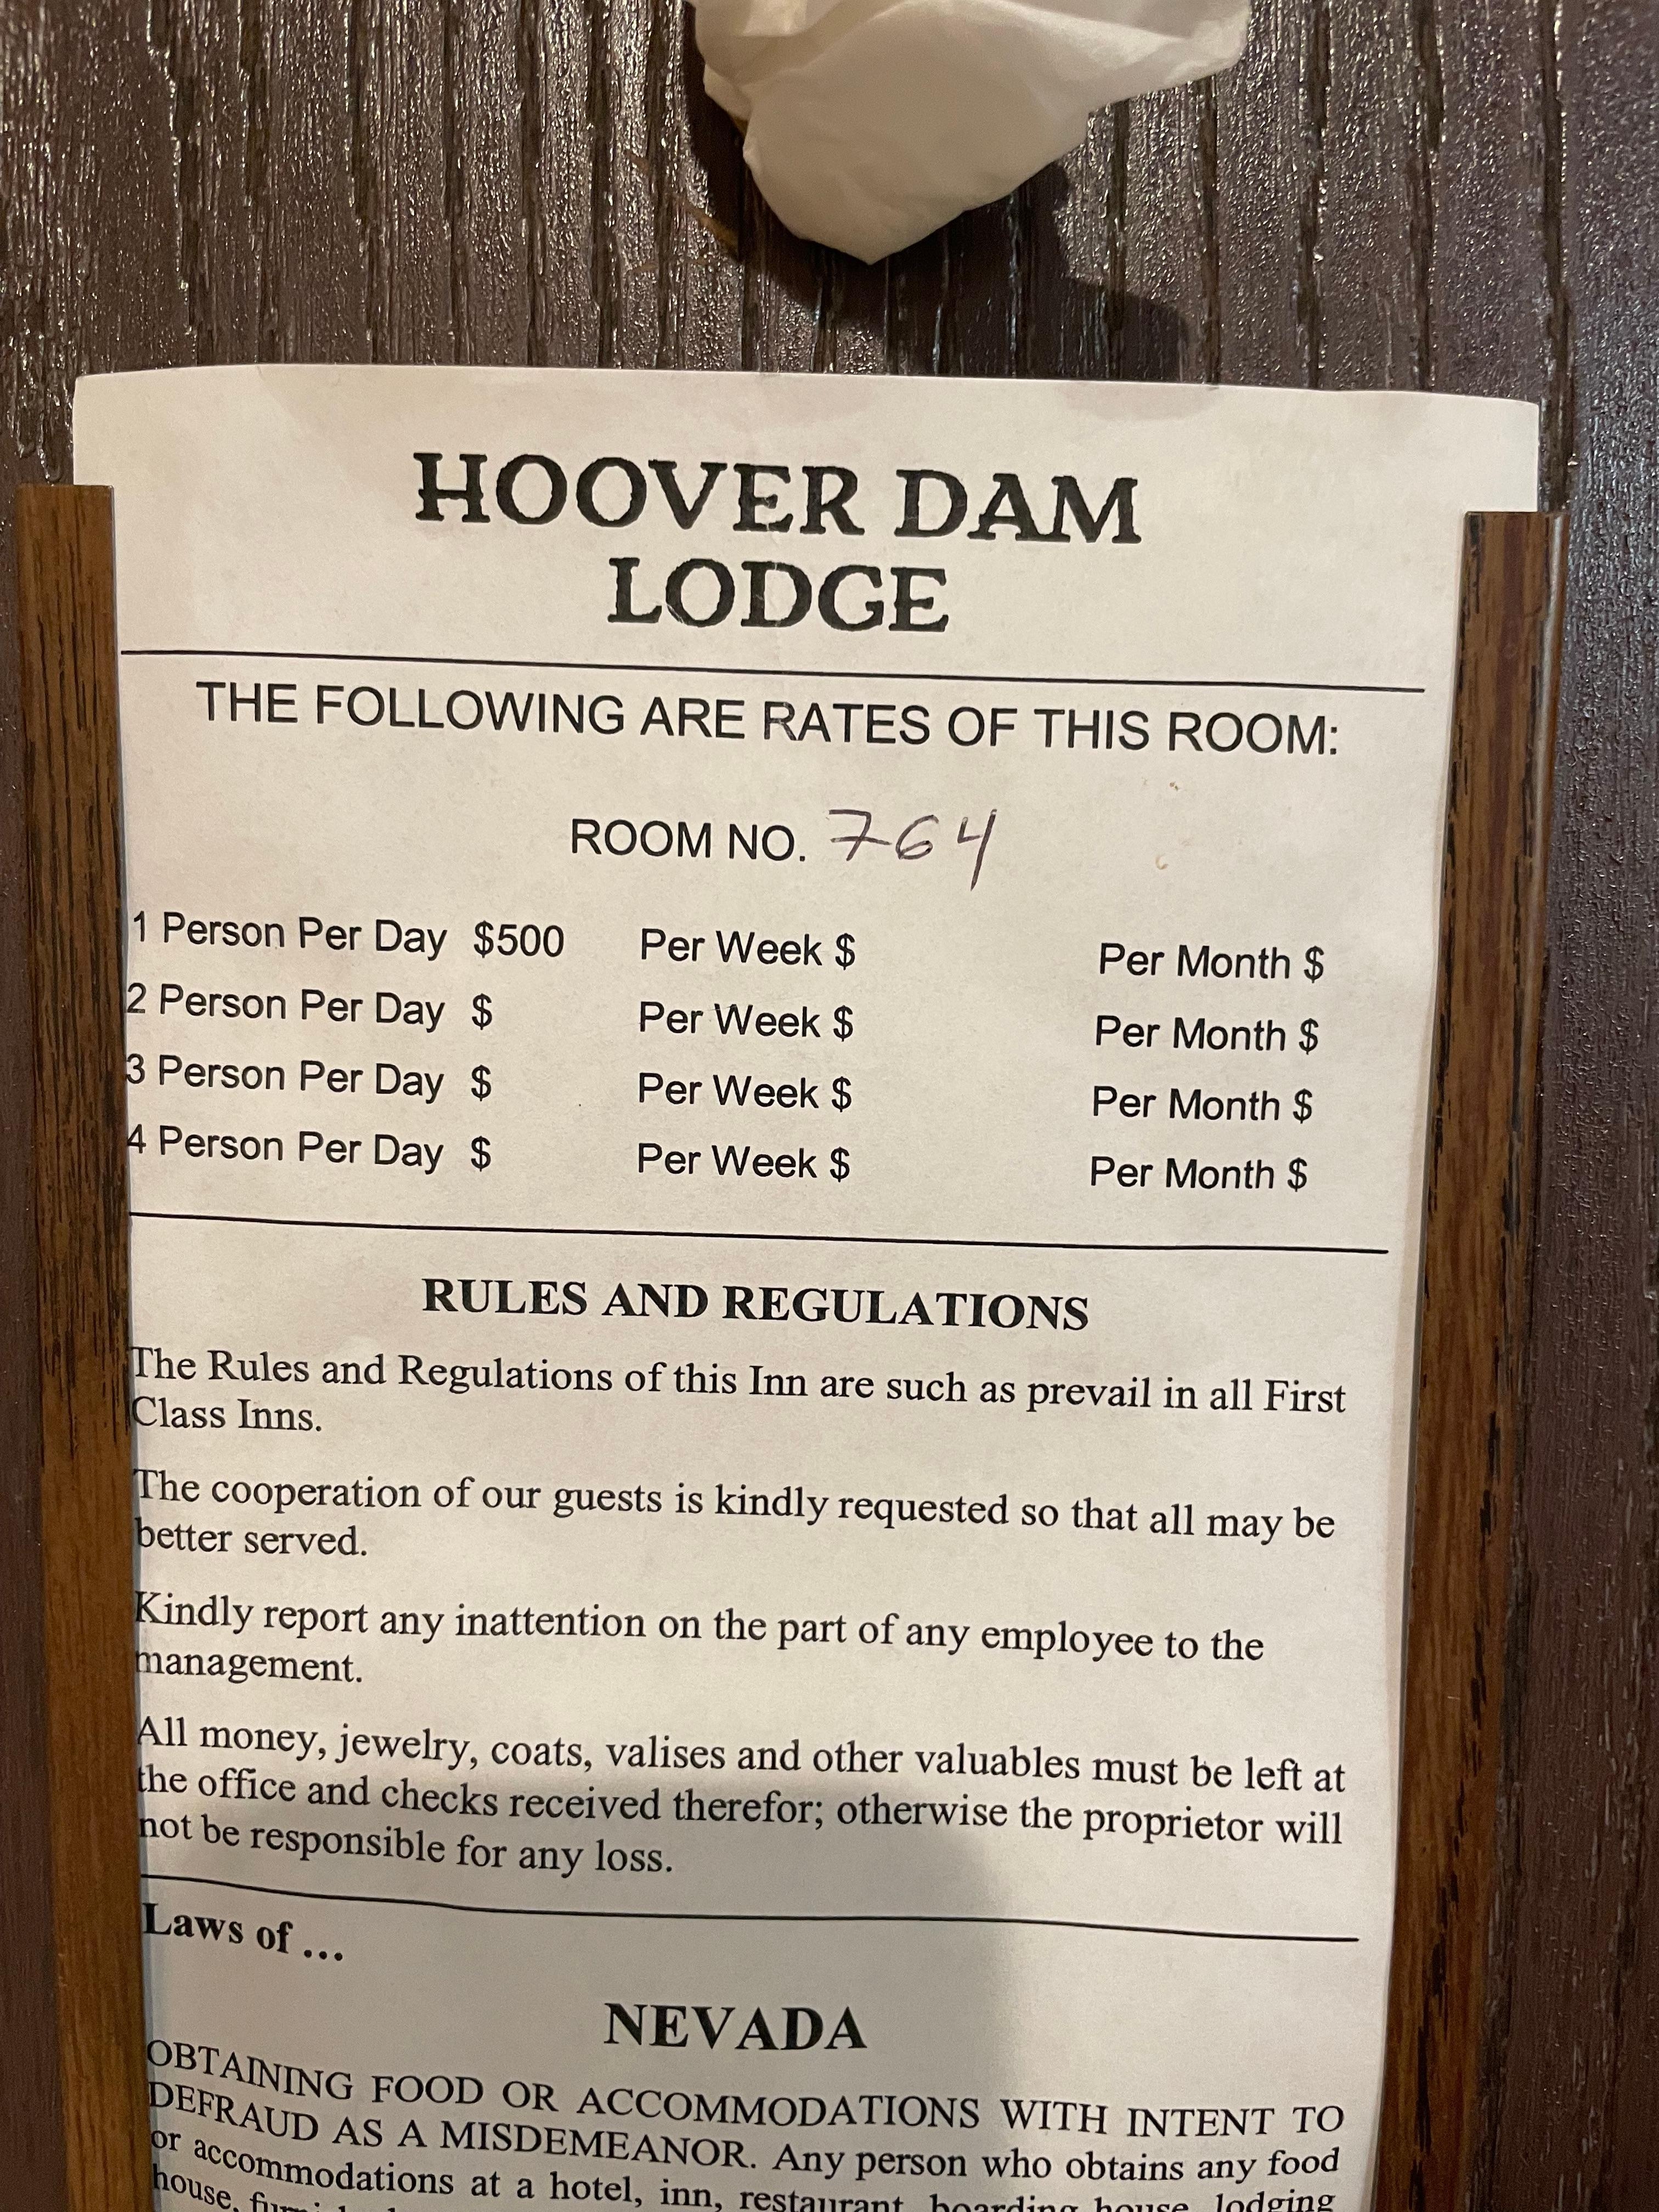 HOOVER DAM
LODGE
THE FOLLOWING ARE RATES OF THIS ROOM:
ROOM NO. 764
1 Person Per Day $500 Per Week $ Per Month $
2 Person Per Day $ Per Week $ Per Month $
3 Person Per Day $ Per Week $ Per Month $
4 Person Per Day $ Per Week $ Per Month $
RULES AND REGULATIONS
The Rules and Regulations of this Inn are such as prevail in all First
Class Inns.
The cooperation of our guests is kindly requested so that all may be
better served.
Kindly report any inattention on the part of any employee to the
management.
All money, jewelry, coats, valises and other valuables must be left at
the office and checks received therefor; otherwise the proprietor will
not be responsible for any loss.
Laws of ...
NEVADA
OBTAINING FOOD OR ACCOMMODATIONS WITH INTENT TO
DEFRAUD AS A MISDEMEANOR. Any person who obtains any food
or accommodations at a hotel, inn, restaurant, boarding house, lodging
house,